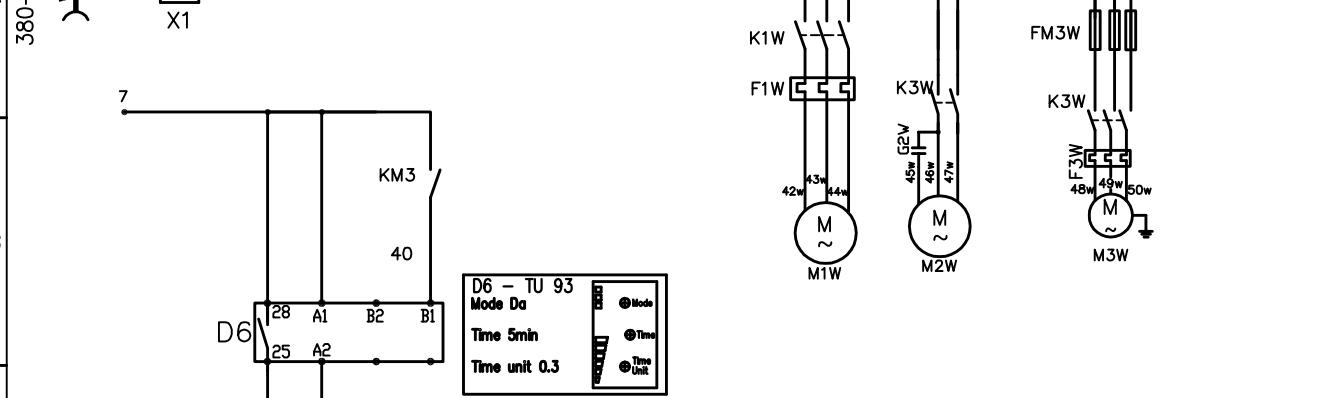 380-
X1
7
KM3
40
D6
28
A1
B2
B1
25
A2
D6 - TU 93
Mode Da
Time 5min
Time unit 0.3
Mode
Time
Time
Unit
K1W
F1W
42w
43w
44w
M
~
M1W
K3W
G2W
45w
46w
47w
M
~
M2W
FM3W
K3W
F3W
48w
49w
50w
M
~
M3W